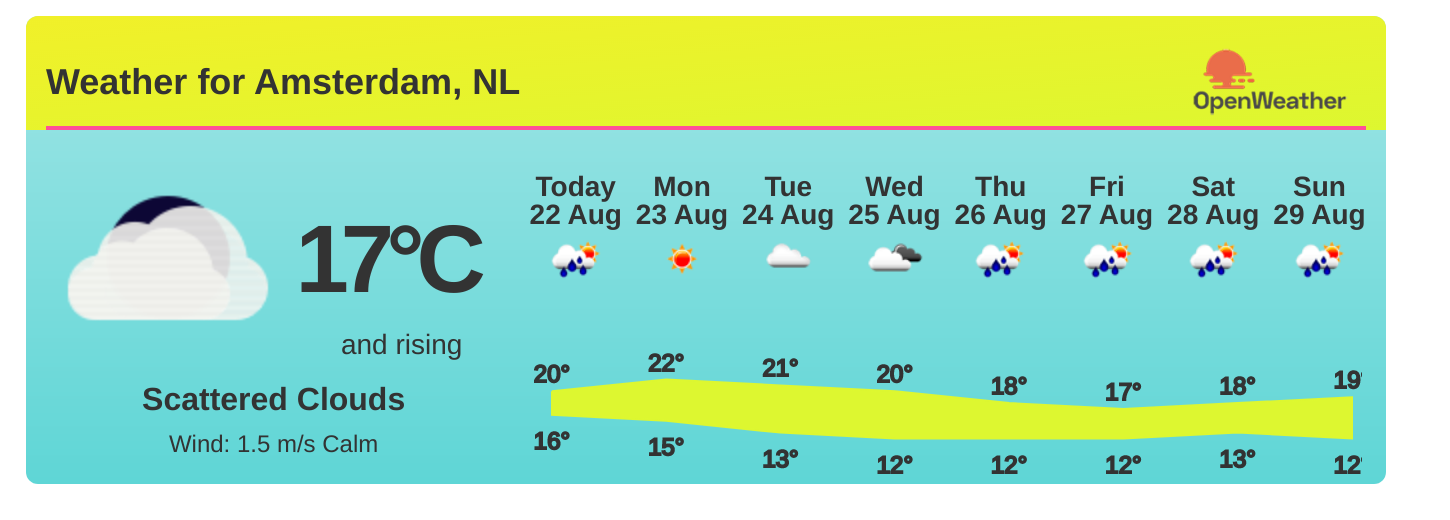 Weather for Amsterdam, NL
OpenWeather
17°C
and rising
Scattered Clouds
Wind: 1.5 m/s Calm
Today Mon Tue Wed Thu Fri Sat Sun
22 Aug 23 Aug 24 Aug 25 Aug 26 Aug 27 Aug 28 Aug 29 Aug
20° 22° 21° 20° 18° 17° 18° 19°
16° 15° 13° 12° 12° 12° 13° 12°